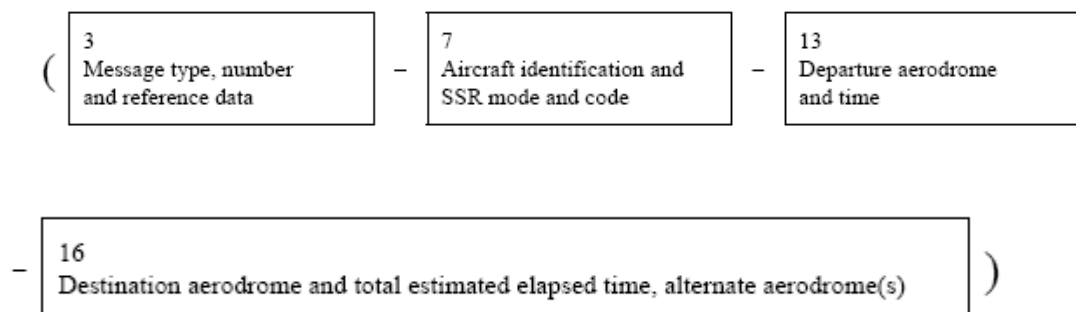 (
3
Message type, number
and reference data
–
7
Aircraft identification and
SSR mode and code
–
13
Departure aerodrome
and time
–
16
Destination aerodrome and total estimated elapsed time, alternate aerodrome(s)
)